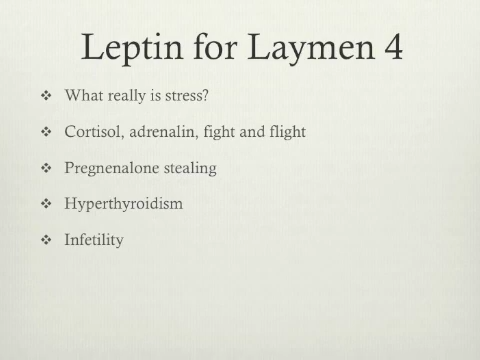 Leptin for Laymen 4
What really is stress?
Cortisol, adrenalin, fight and flight
Pregnenalone stealing
Hyperthyroidism
Infetility